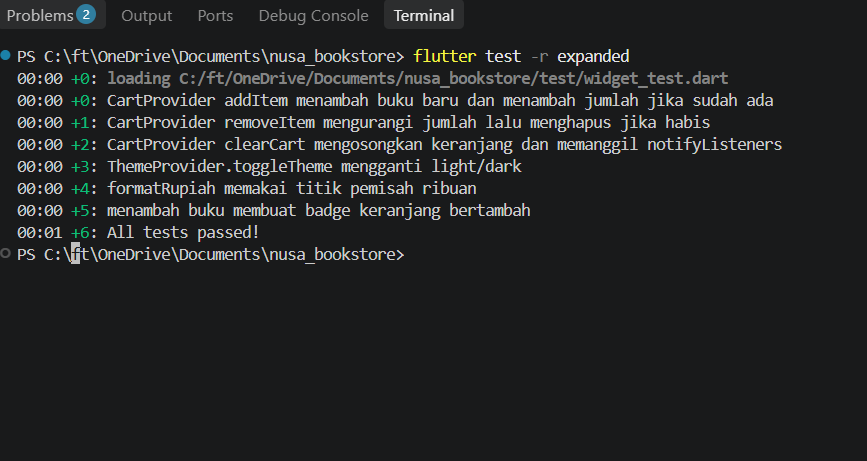 Problems 2 Output Ports Debug Console Terminal
PS C:\ft\OneDrive\Documents\nusa_bookstore> flutter test -r expanded
00:00 +0: loading C:/ft/OneDrive/Documents/nusa_bookstore/test/widget_test.dart
00:00 +0: CartProvider addItem menambah buku baru dan menambah jumlah jika sudah ada
00:00 +1: CartProvider removeItem mengurangi jumlah lalu menghapus jika habis
00:00 +2: CartProvider clearCart mengosongkan keranjang dan memanggil notifyListeners
00:00 +3: ThemeProvider.toggleTheme mengganti light/dark
00:00 +4: formatRupiah memakai titik pemisah ribuan
00:00 +5: menambah buku membuat badge keranjang bertambah
00:01 +6: All tests passed!
PS C:\ft\OneDrive\Documents\nusa_bookstore>